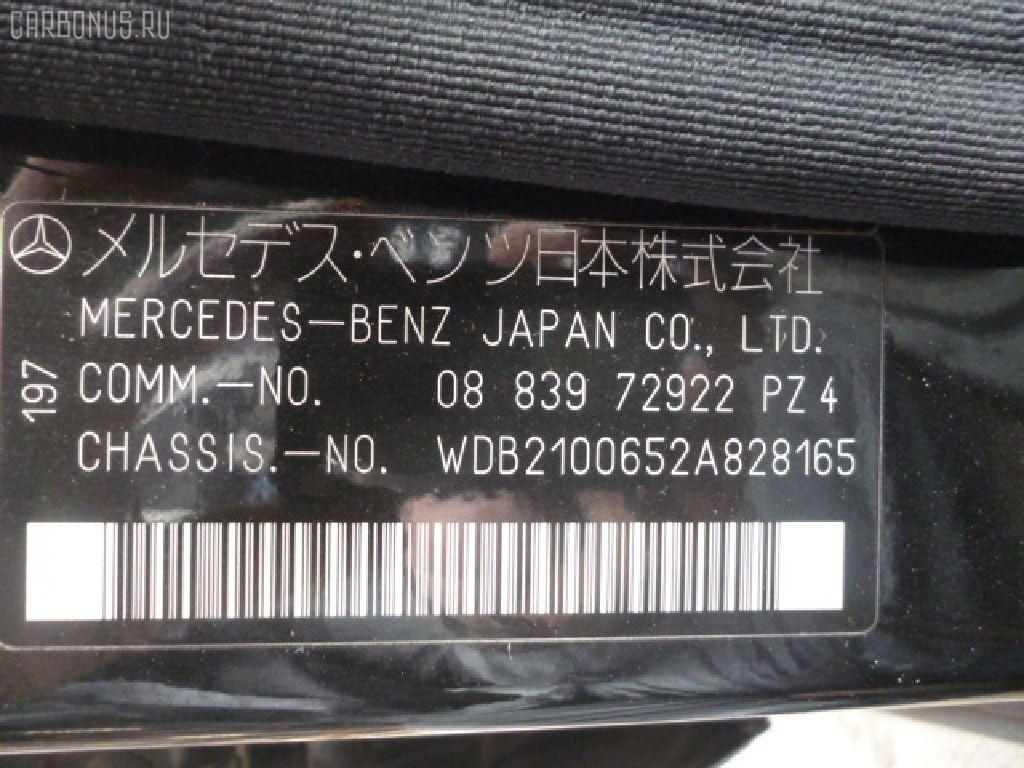 CARBONUS.RU
メルセデス・ベンツ日本株式会社
MERCEDES-BENZ JAPAN CO., LTD.
197
COMM.-NO. 08 839 72922 PZ4
CHASSIS.-NO. WDB2100652A828165